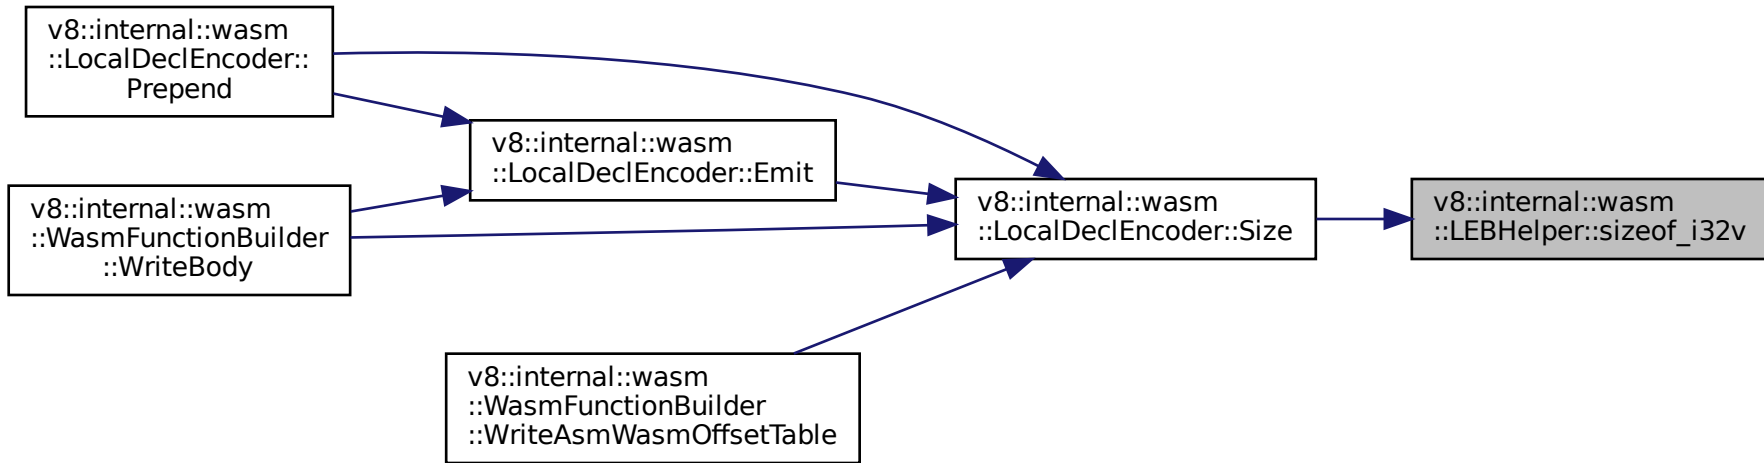 v8::internal::wasm
::LocalDeclEncoder::
Prepend
v8::internal::wasm
::LocalDeclEncoder::Emit
v8::internal::wasm
::WasmFunctionBuilder
::WriteBody
v8::internal::wasm
::LocalDeclEncoder::Size
v8::internal::wasm
::LEBHelper::sizeof_i32v
v8::internal::wasm
::WasmFunctionBuilder
::WriteAsmWasmOffsetTable